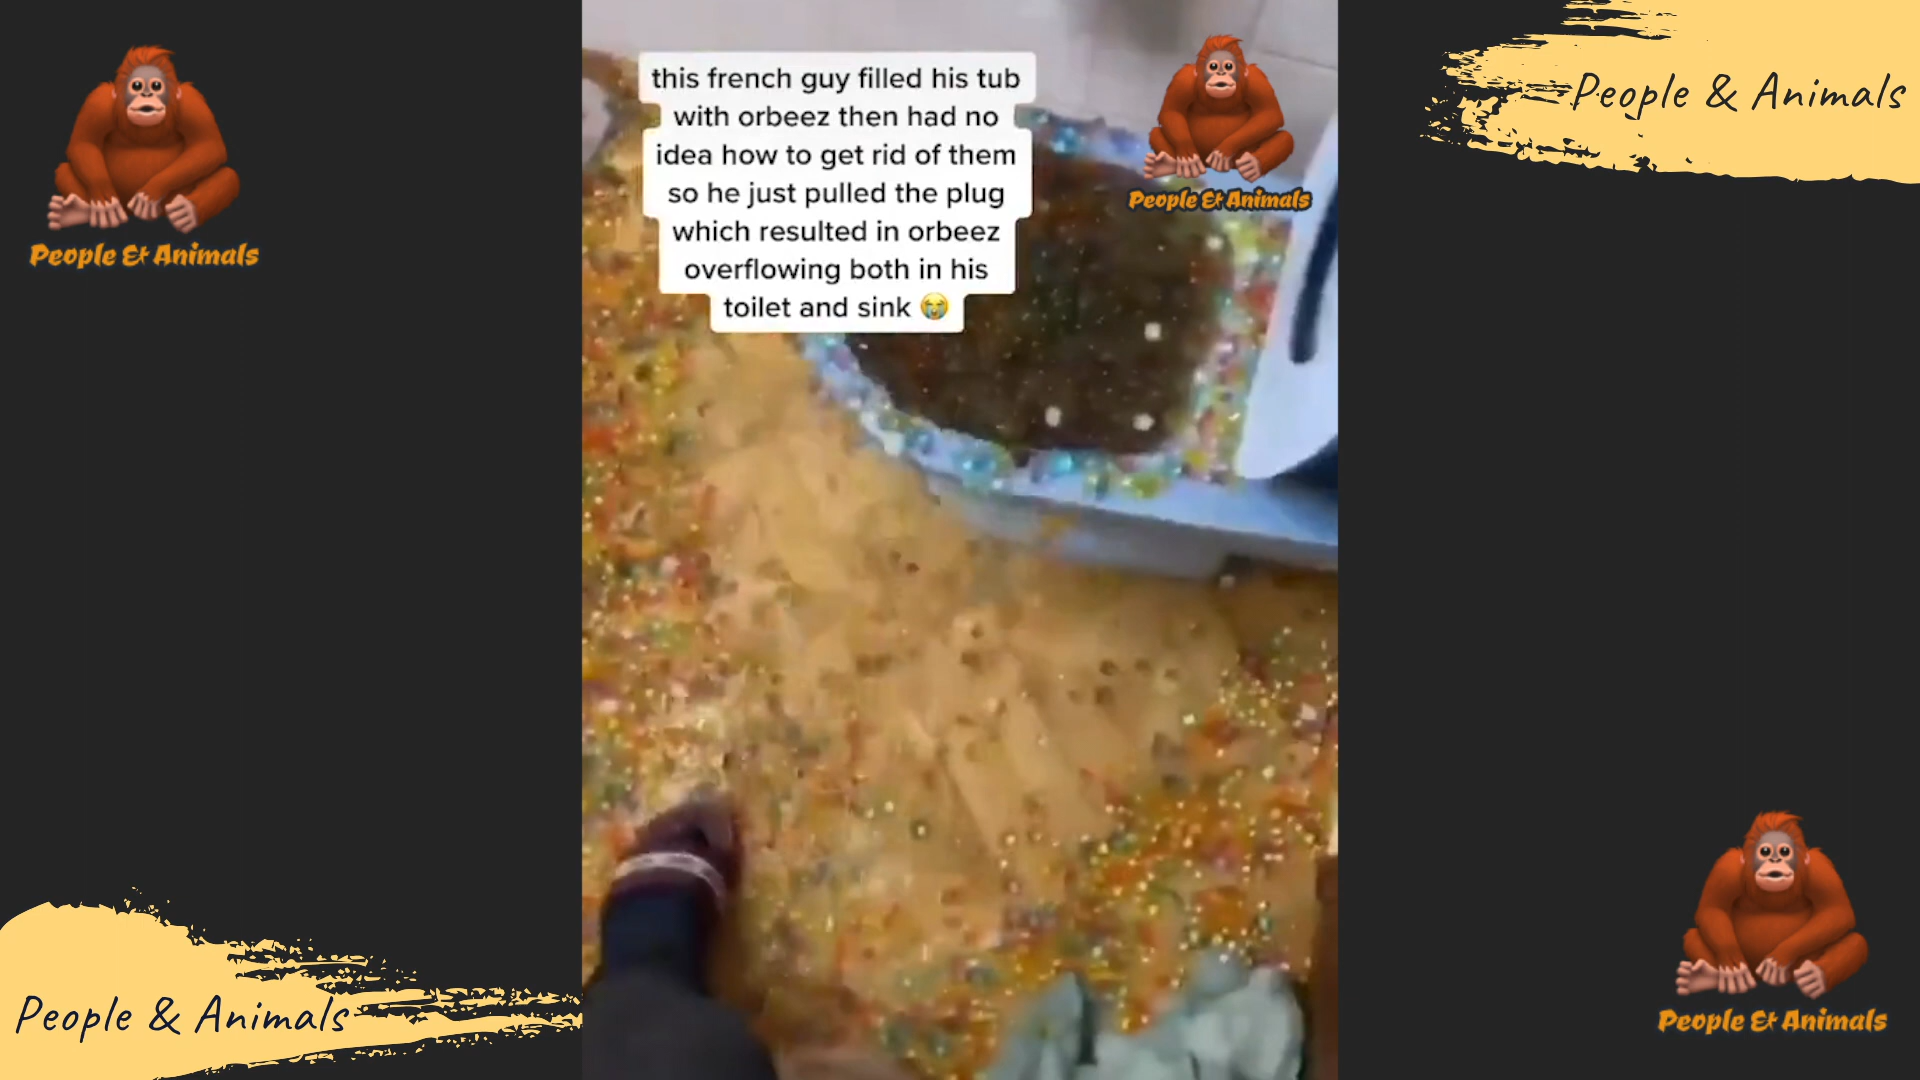 this french guy filled his tub
with orbeez then had no
idea how to get rid of them
so he just pulled the plug
which resulted in orbeez
overflowing both in his
toilet and sink 😭
People & Animals
People & Animals
People & Animals
People & Animals
People & Animals